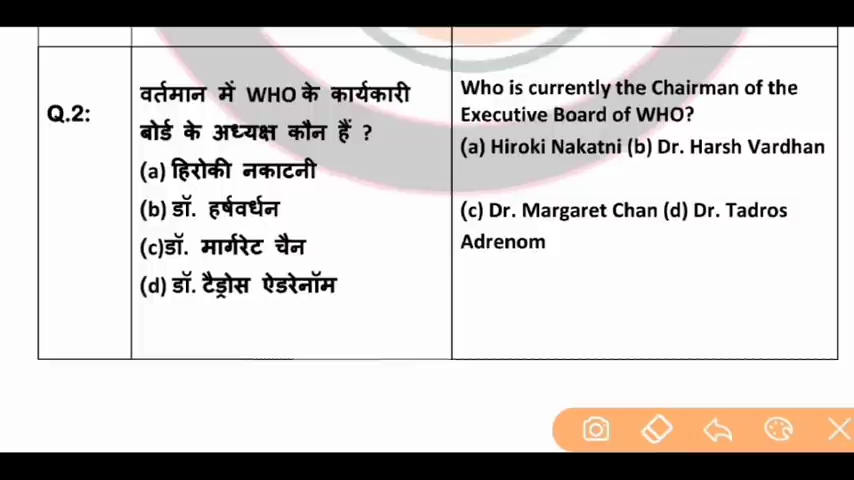 Q.2:
वर्तमान में WHO के कार्यकारी
बोर्ड के अध्यक्ष कौन हैं ?
(a) हिरोकी नकाटनी
(b) डॉ. हर्षवर्धन
(c)डॉ. मार्गरेट चैन
(d) डॉ. टैड्रोस ऐडरेनॉम
Who is currently the Chairman of the
Executive Board of WHO?
(a) Hiroki Nakatni (b) Dr. Harsh Vardhan
(c) Dr. Margaret Chan (d) Dr. Tadros
Adrenom